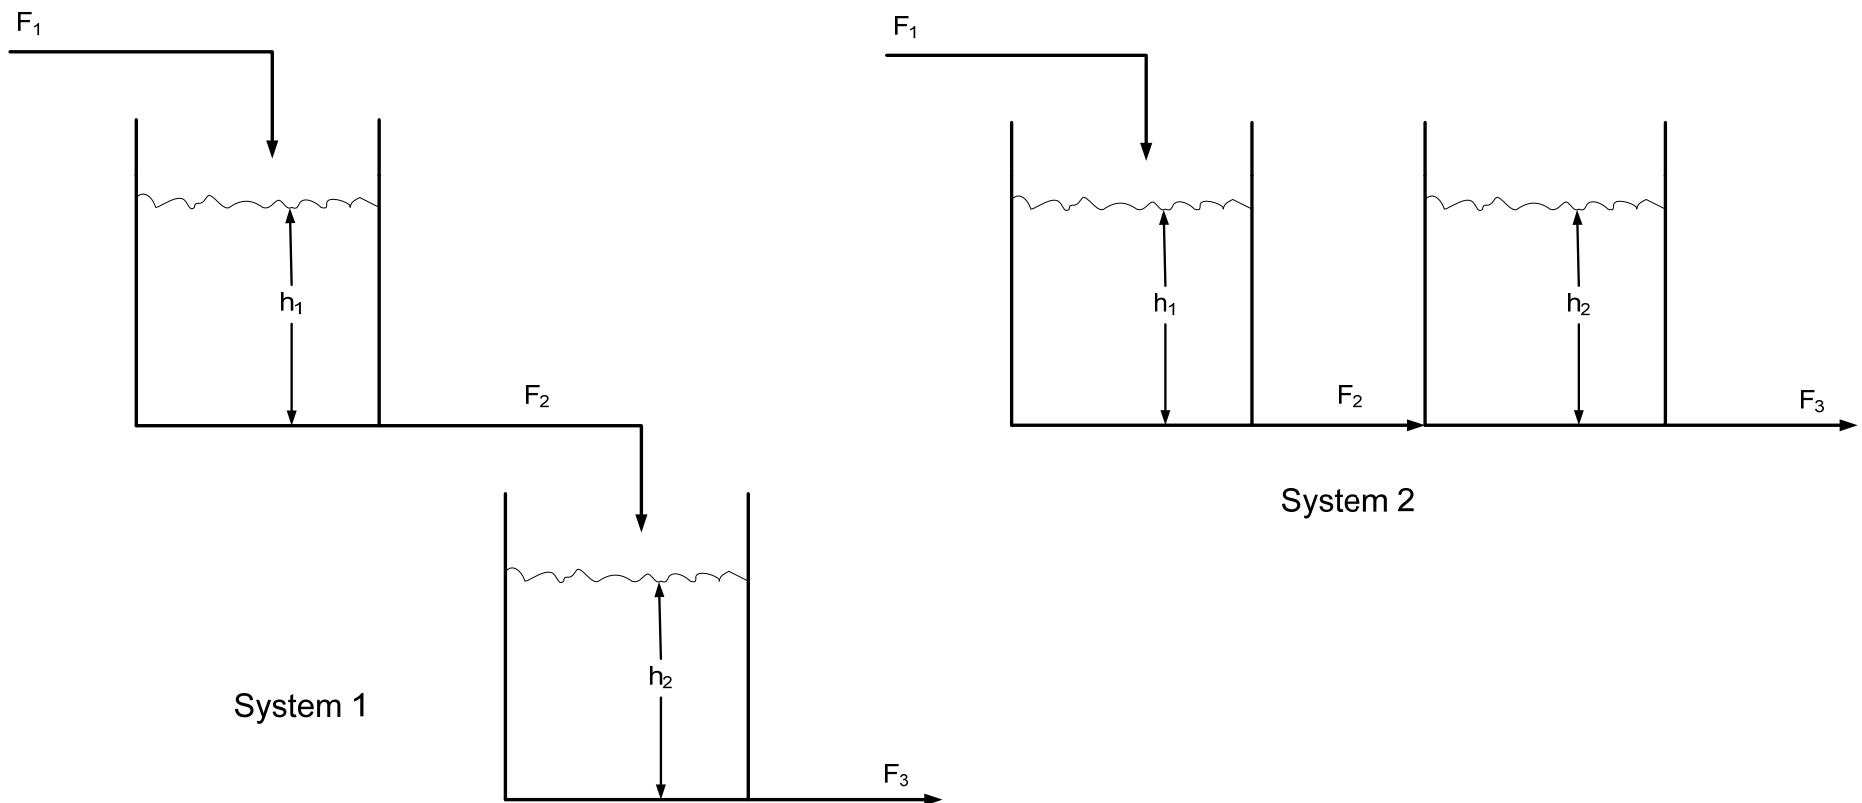 F₁
h₁
F₂
h₂
F₃
System 1
F₁
h₁
h₂
F₂
F₃
System 2